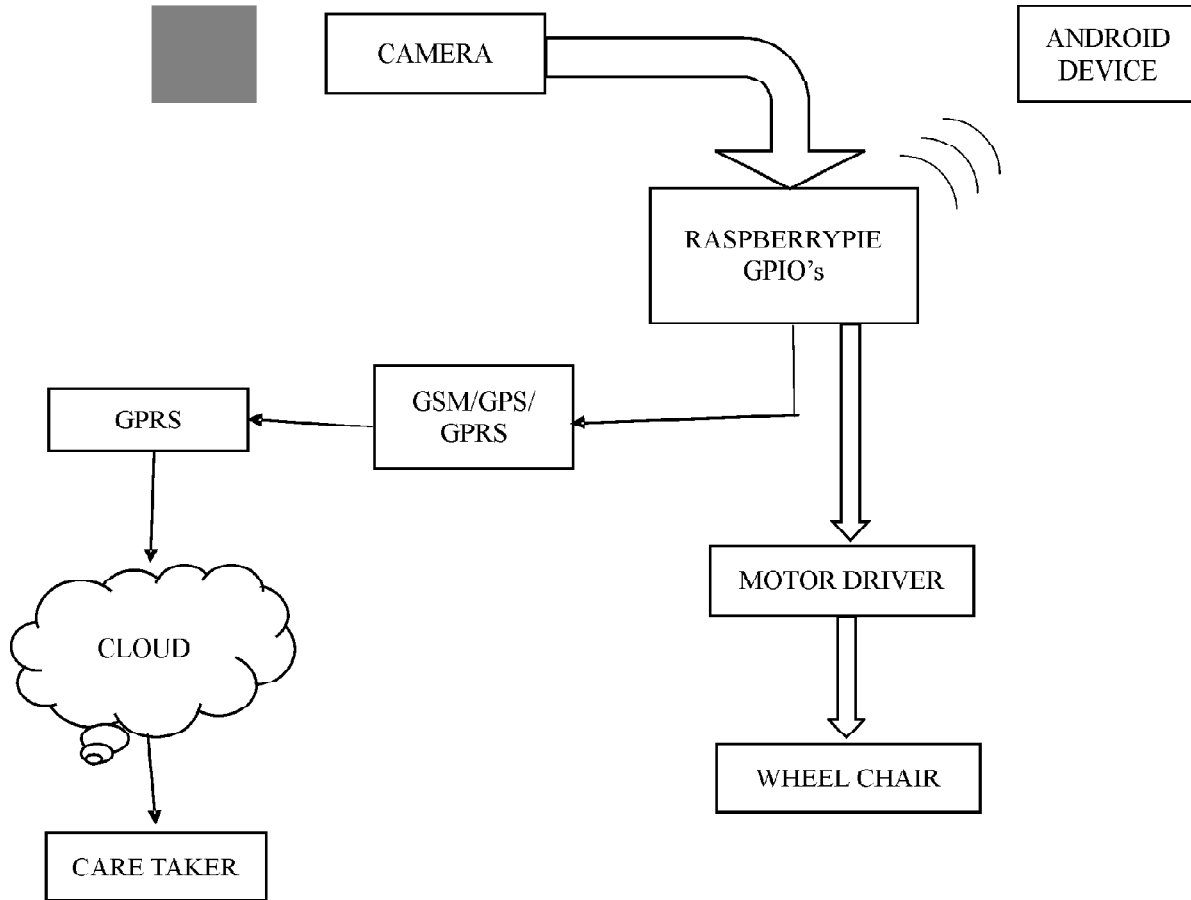 CAMERA
ANDROID
DEVICE
RASPBERRYPIE
GPIO’s
GSM/GPS/
GPRS
GPRS
MOTOR DRIVER
CLOUD
WHEEL CHAIR
CARE TAKER